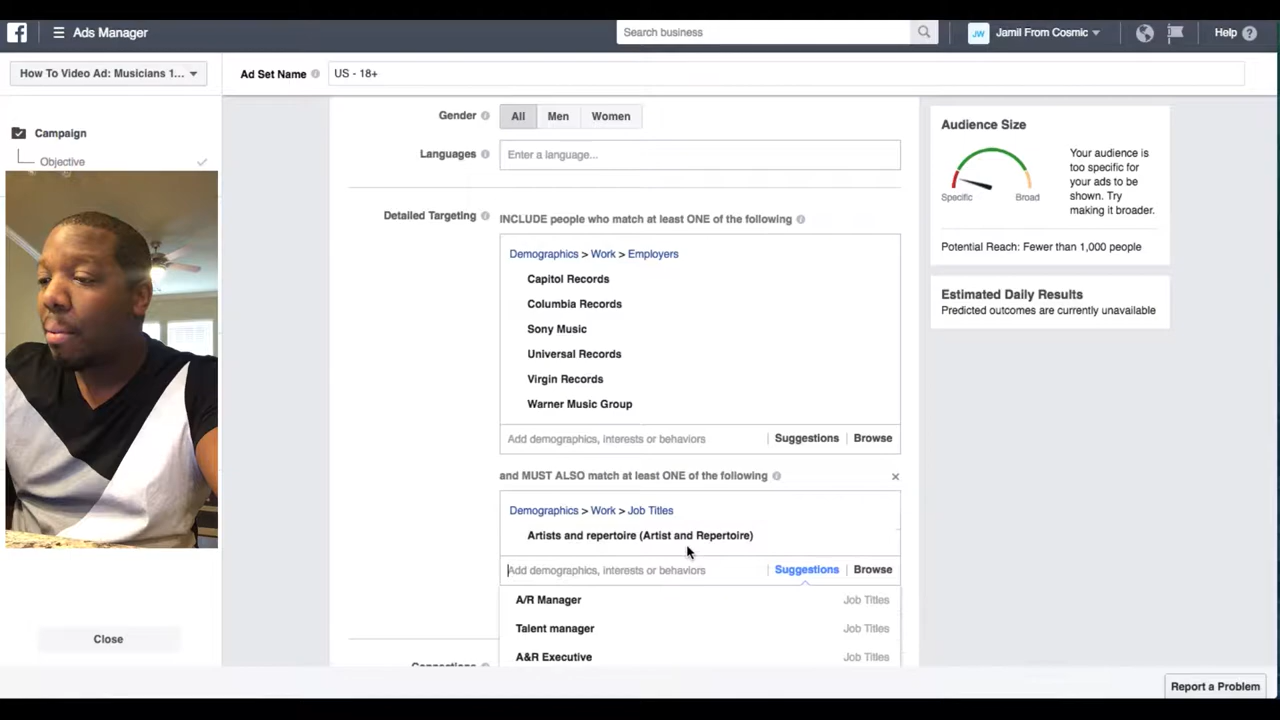 Ads Manager
Search business
JW
Jamil From Cosmic
Help
How To Video Ad: Musicians 1...
Ad Set Name
US - 18+
Campaign
Objective
Gender
All
Men
Women
Languages
Enter a language...
Detailed Targeting
INCLUDE people who match at least ONE of the following
Demographics > Work > Employers
Capitol Records
Columbia Records
Sony Music
Universal Records
Virgin Records
Warner Music Group
Add demographics, interests or behaviors
Suggestions
Browse
and MUST ALSO match at least ONE of the following
Demographics > Work > Job Titles
Artists and repertoire (Artist and Repertoire)
Add demographics, interests or behaviors
Suggestions
Browse
A/R Manager
Job Titles
Talent manager
Job Titles
A&R Executive
Job Titles
Connections
Audience Size
Specific
Broad
Your audience is
too specific for
your ads to be
shown. Try
making it broader.
Potential Reach: Fewer than 1,000 people
Estimated Daily Results
Predicted outcomes are currently unavailable
Close
Report a Problem